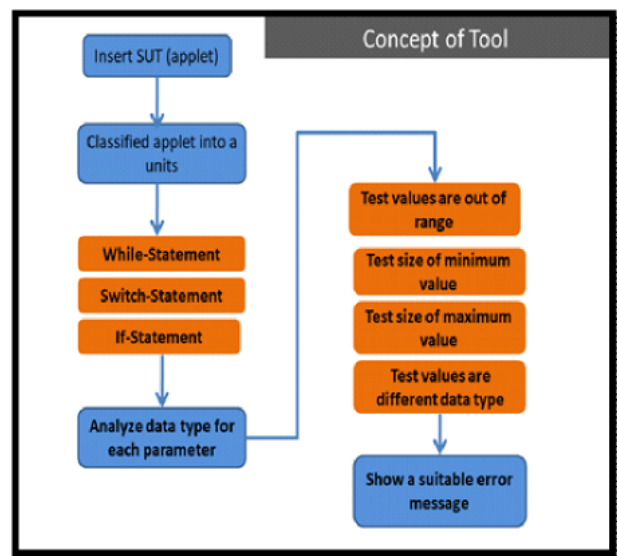 Concept of Tool
Insert SUT (applet)
Classified applet into a
units
While-Statement
Switch-Statement
If-Statement
Analyze data type for
each parameter
Test values are out of
range
Test size of minimum
value
Test size of maximum
value
Test values are
different data type
Show a suitable error
message